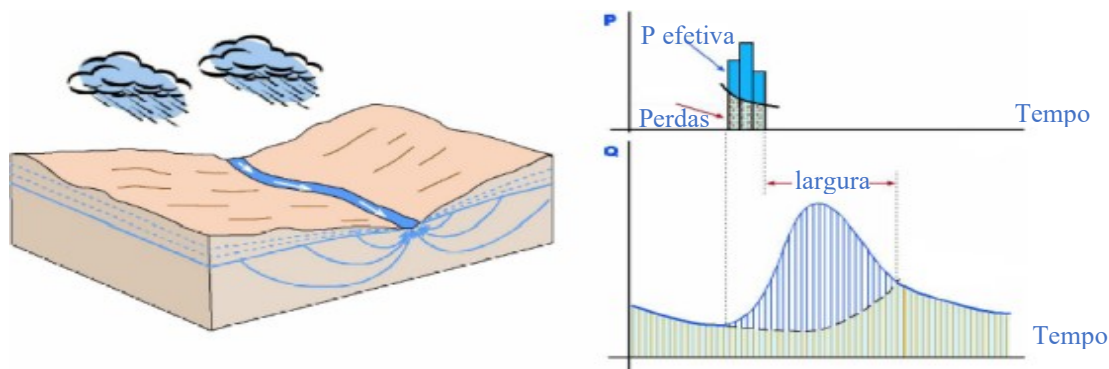 P
P efetiva
Perdas
Tempo
Q
largura
Tempo